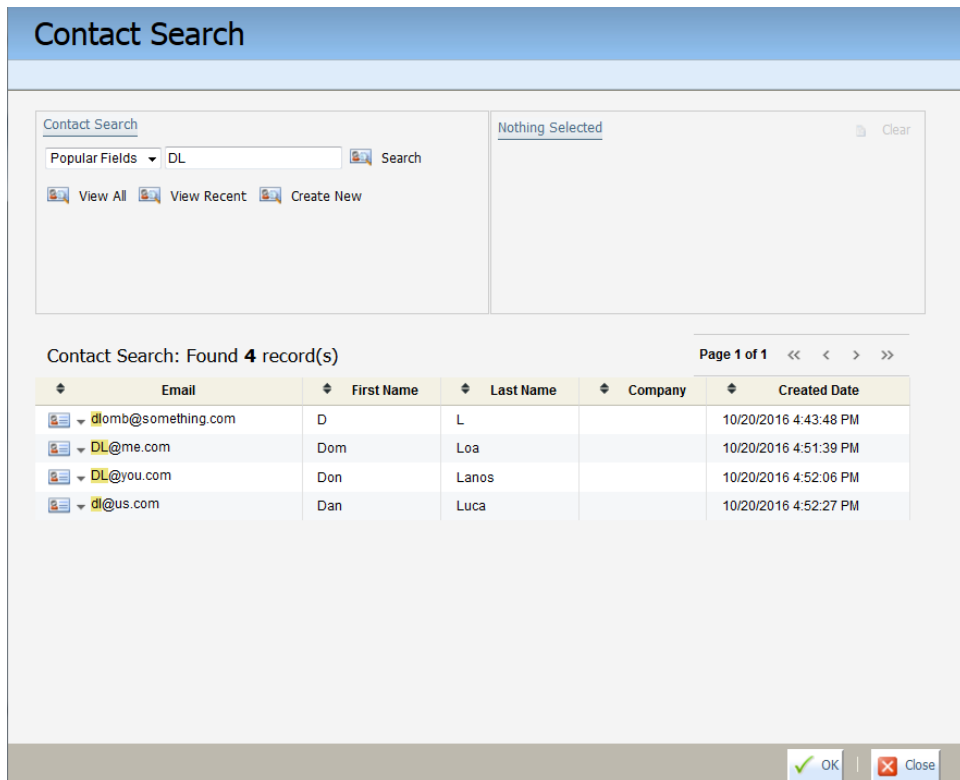 Contact Search
Contact Search
Popular Fields DL Search
View All View Recent Create New
Nothing Selected Clear
Contact Search: Found 4 record(s)
Page 1 of 1 << < > >>
Email First Name Last Name Company Created Date
dlomb@something.com D L 10/20/2016 4:43:48 PM
DL@me.com Dom Loa 10/20/2016 4:51:39 PM
DL@you.com Don Lanos 10/20/2016 4:52:06 PM
dl@us.com Dan Luca 10/20/2016 4:52:27 PM
OK Close